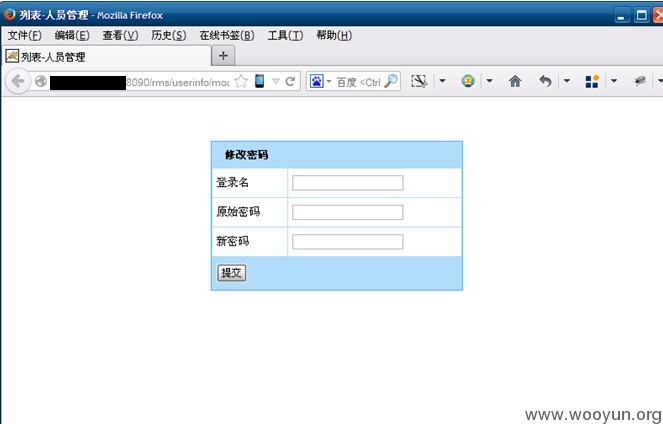 列表-人员管理 - Mozilla Firefox
文件(F) 编辑(E) 查看(V) 历史(S) 在线书签(W) 工具(T) 帮助(H)
列表-人员管理
8090/rms/userinfo/mod
百度 <Ctrl
修改密码
登录名
原始密码
新密码
提交
www.wooyun.org